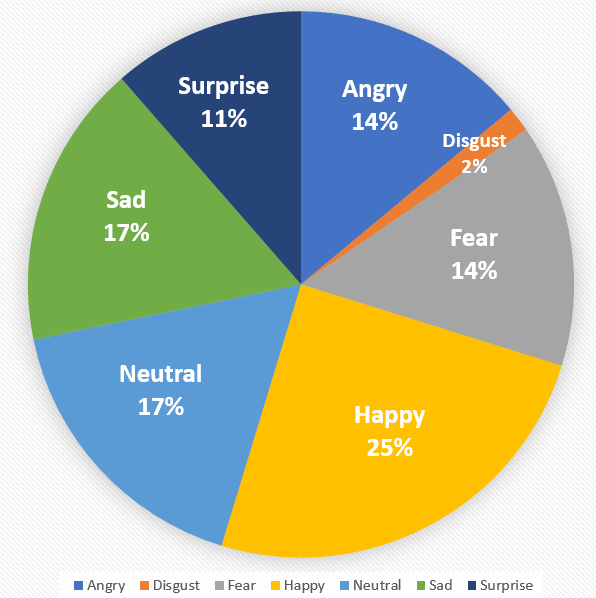 Surprise
11%
Angry
14%
Disgust
2%
Sad
17%
Fear
14%
Neutral
17%
Happy
25%
Angry Disgust Fear Happy Neutral Sad Surprise